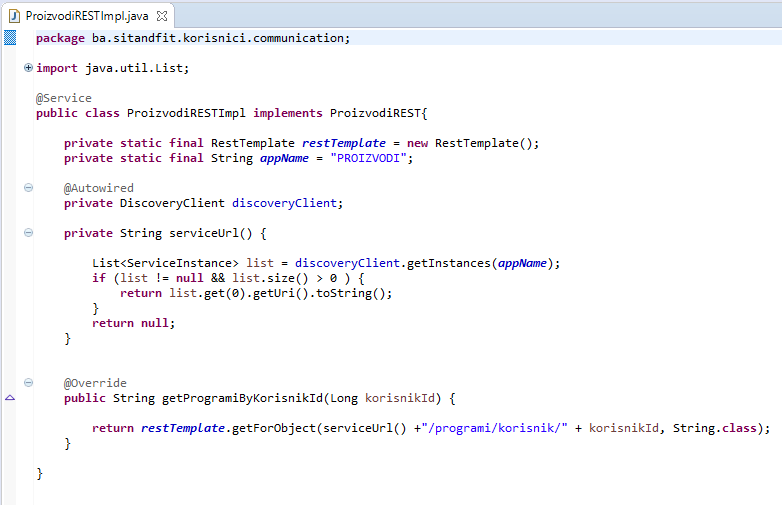 ProizvodiRESTImpl.java
package ba.sitandfit.korisnici.communication;
import java.util.List;
@Service
public class ProizvodiRESTImpl implements ProizvodiREST{
private static final RestTemplate restTemplate = new RestTemplate();
private static final String appName = "PROIZVODI";
@Autowired
private DiscoveryClient discoveryClient;
private String serviceUrl() {
List<ServiceInstance> list = discoveryClient.getInstances(appName);
if (list != null && list.size() > 0 ) {
return list.get(0).getUri().toString();
}
return null;
}
@Override
public String getProgramiByKorisnikId(Long korisnikId) {
return restTemplate.getForObject(serviceUrl() +"/programi/korisnik/" + korisnikId, String.class);
}
}